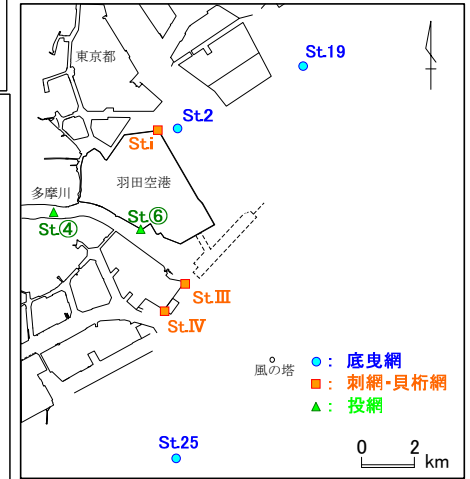 St.19
東京都
St.2
St.i
羽田空港
多摩川
St.④
St.⑥
St.Ⅲ
St.Ⅳ
風の塔
： 底曳網
： 刺網・貝桁網
： 投網
St.25
0 2
km